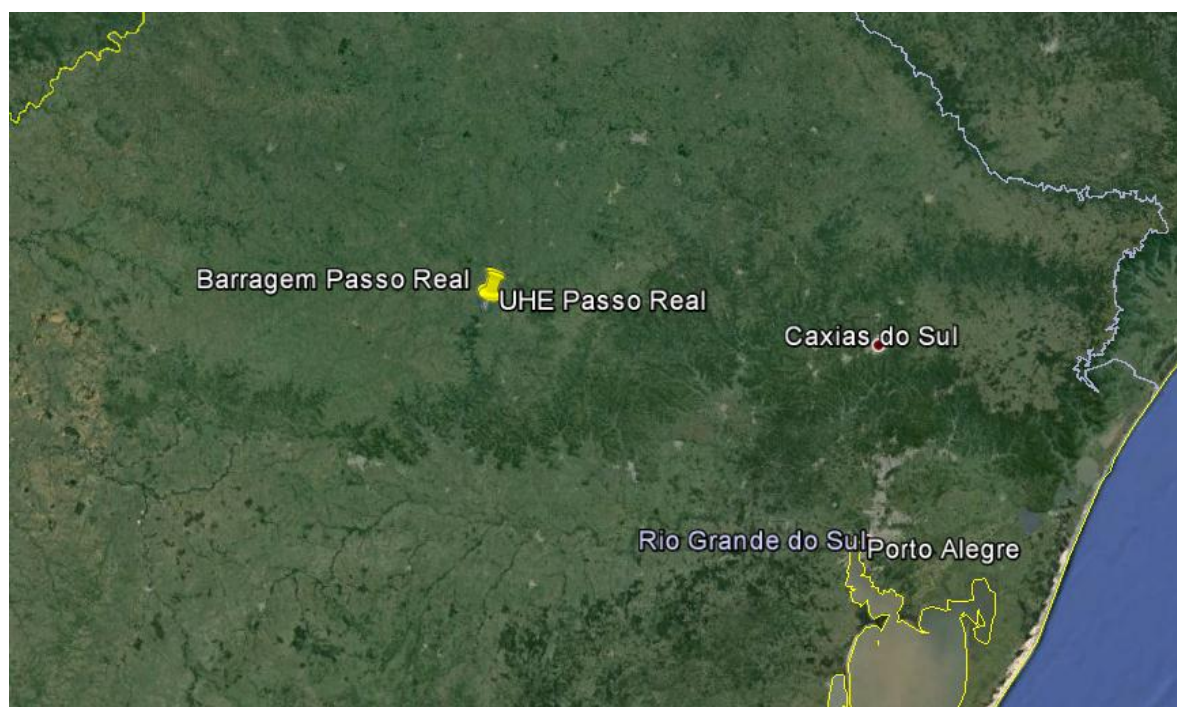 Barragem Passo Real
UHE Passo Real
Caxias do Sul
Rio Grande do Sul
Porto Alegre